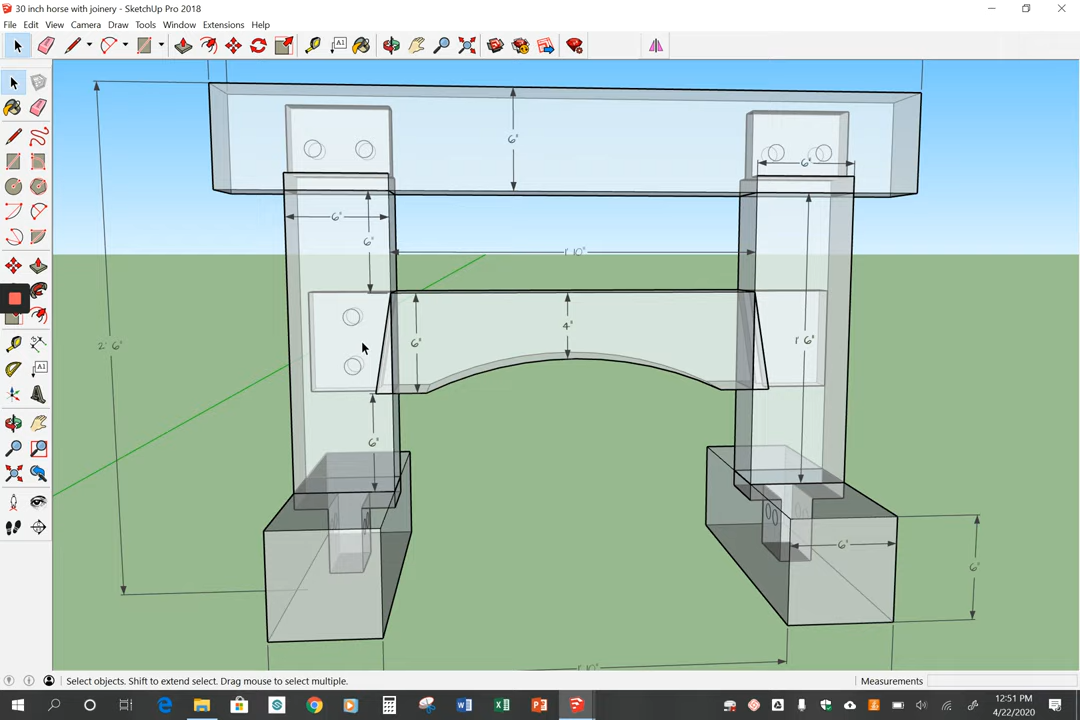 30 inch horse with joinery - SketchUp Pro 2018
File Edit View Camera Draw Tools Window Extensions Help
A1
6"
6"
6"
6"
1' 10"
4"
6"
2' 6"
1' 6"
A1
6"
6"
6"
1' 10"
Select objects. Shift to extend select. Drag mouse to select multiple.
Measurements
12:51 PM
4/22/2020